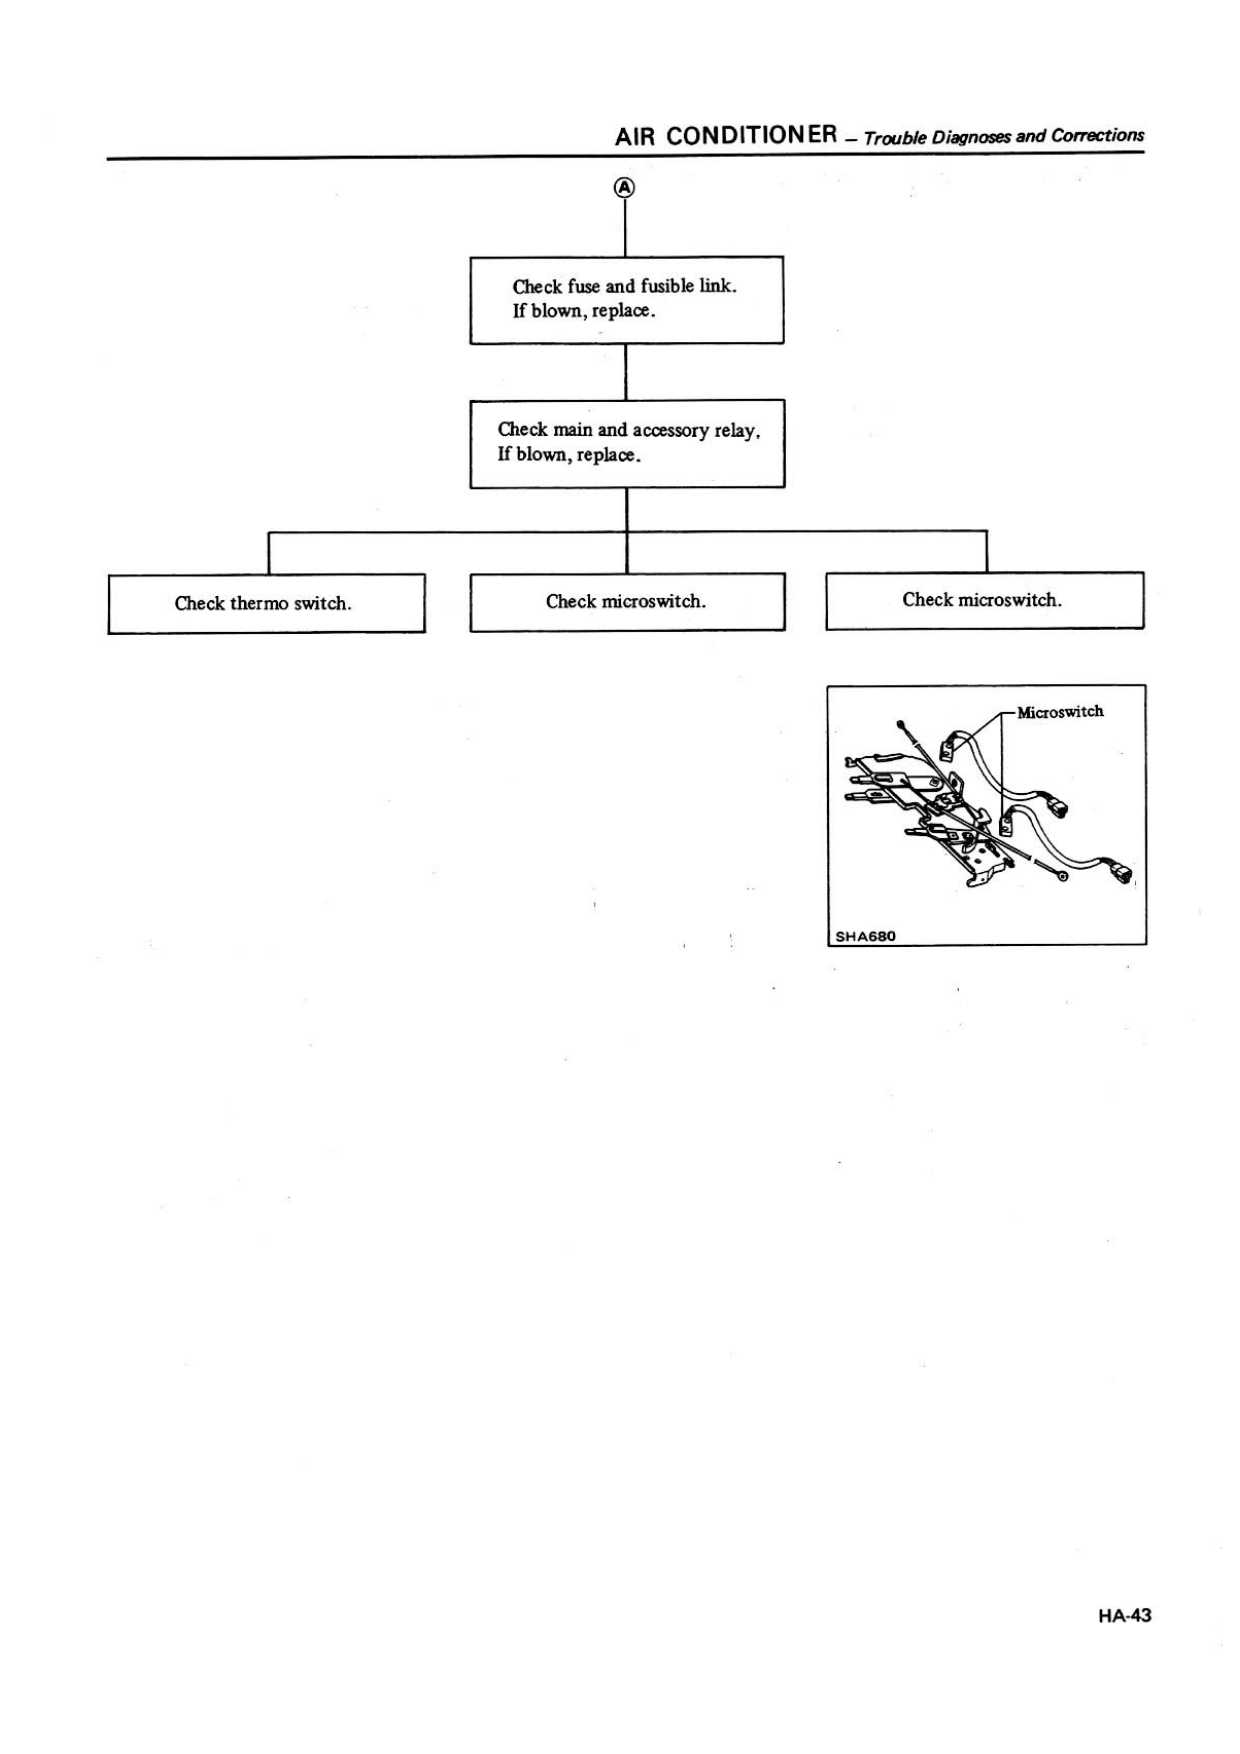 AIR CONDITIONER – Trouble Diagnoses and Corrections
A
Check fuse and fusible link.
If blown, replace.
Check main and accessory relay.
If blown, replace.
Check thermo switch.
Check microswitch.
Check microswitch.
Microswitch
SHA680
HA-43